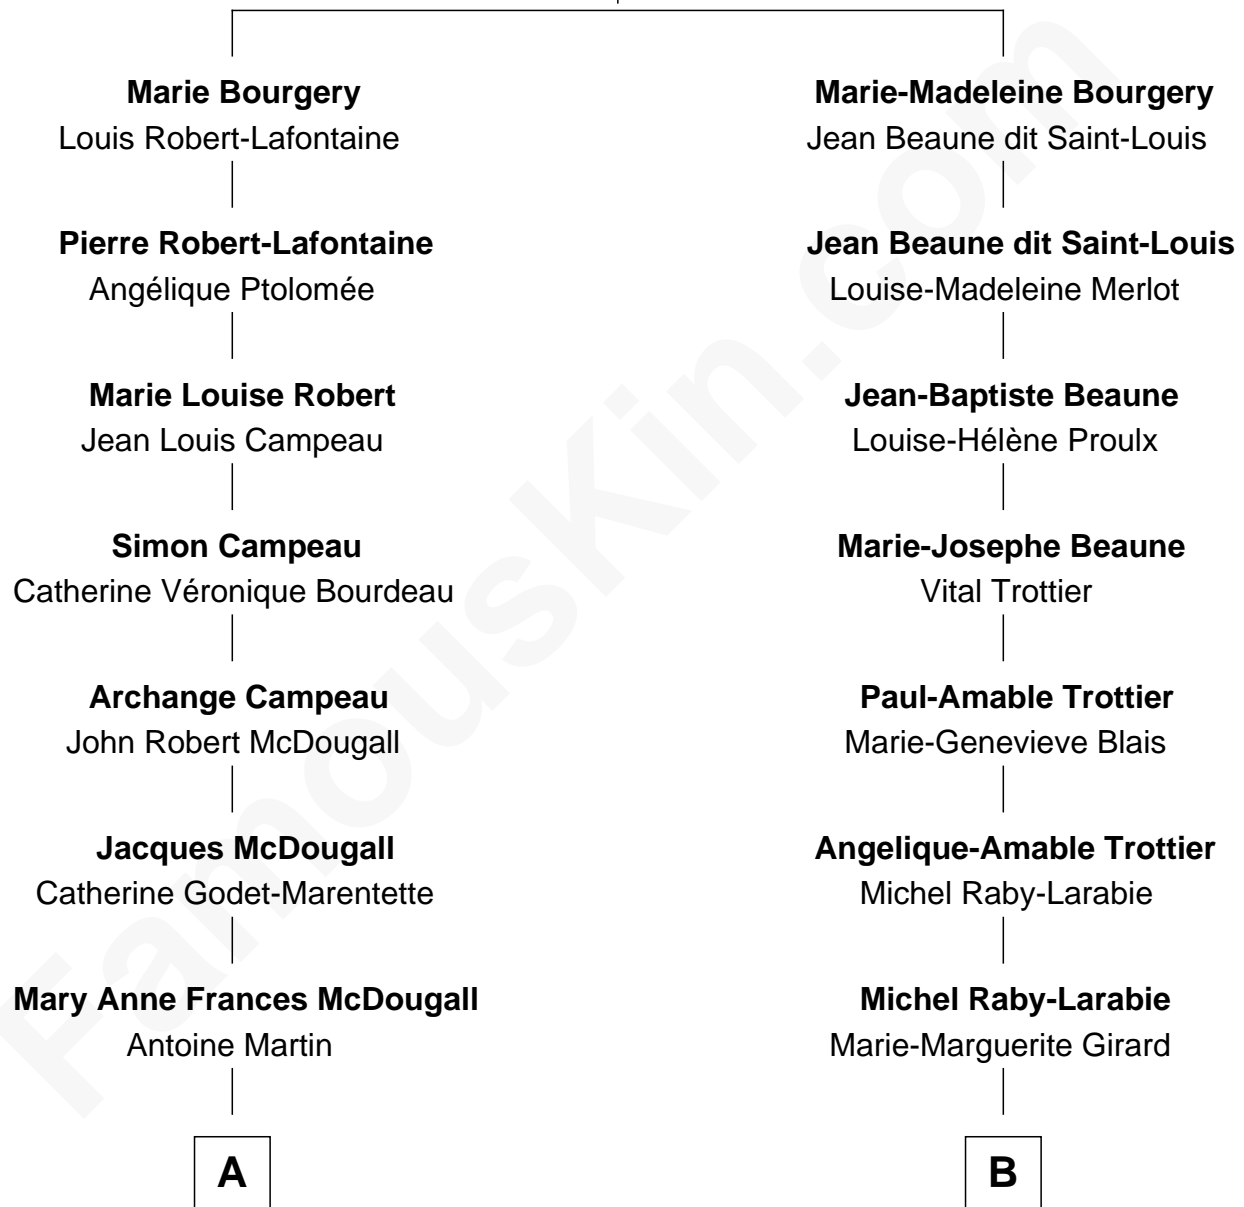 Marie Bourgery
Louis Robert-Lafontaine
Pierre Robert-Lafontaine
Angélique Ptolomée
Marie Louise Robert
Jean Louis Campeau
Simon Campeau
Catherine Véronique Bourdeau
Archange Campeau
John Robert McDougall
Jacques McDougall
Catherine Godet-Marentette
Mary Anne Frances McDougall
Antoine Martin
A
Marie-Madeleine Bourgery
Jean Beaune dit Saint-Louis
Jean Beaune dit Saint-Louis
Louise-Madeleine Merlot
Jean-Baptiste Beaune
Louise-Hélène Proulx
Marie-Josephe Beaune
Vital Trottier
Paul-Amable Trottier
Marie-Genevieve Blais
Angelique-Amable Trottier
Michel Raby-Larabie
Michel Raby-Larabie
Marie-Marguerite Girard
B
FamousKin.com